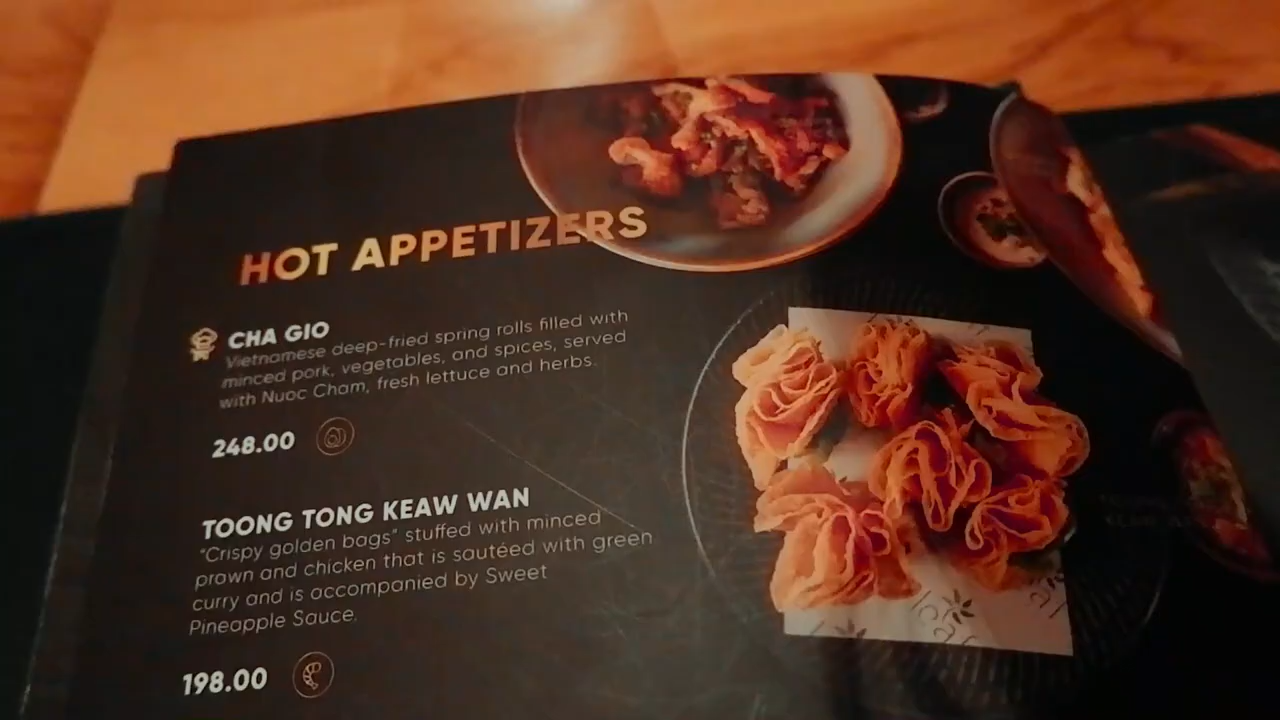 HOT APPETIZERS
CHA GIO
Vietnamese deep-fried spring rolls filled with
minced pork, vegetables, and spices, served
with Nuoc Cham, fresh lettuce and herbs.
248.00
TOONG TONG KEAW WAN
"Crispy golden bags" stuffed with minced
prown and chicken that is sautéed with green
curry and is accompanied by Sweet
Pineapple Sauce.
198.00